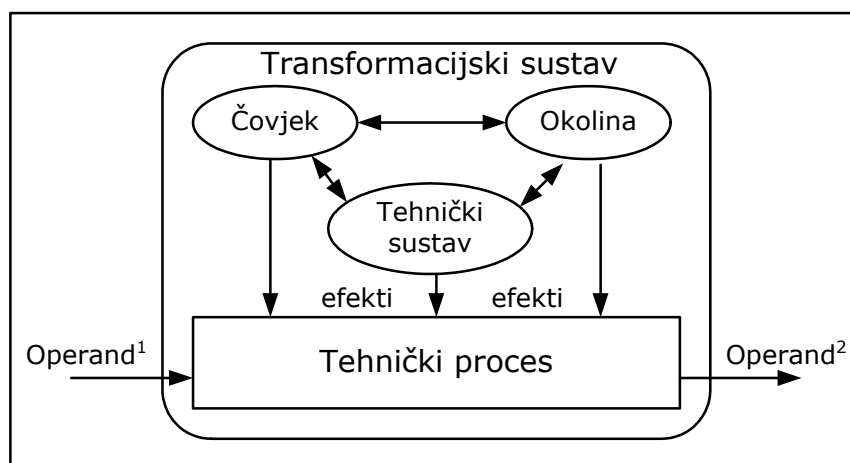 Transformacijski sustav
Čovjek
Okolina
Tehnički
sustav
efekti
efekti
Operand¹
Tehnički proces
Operand²